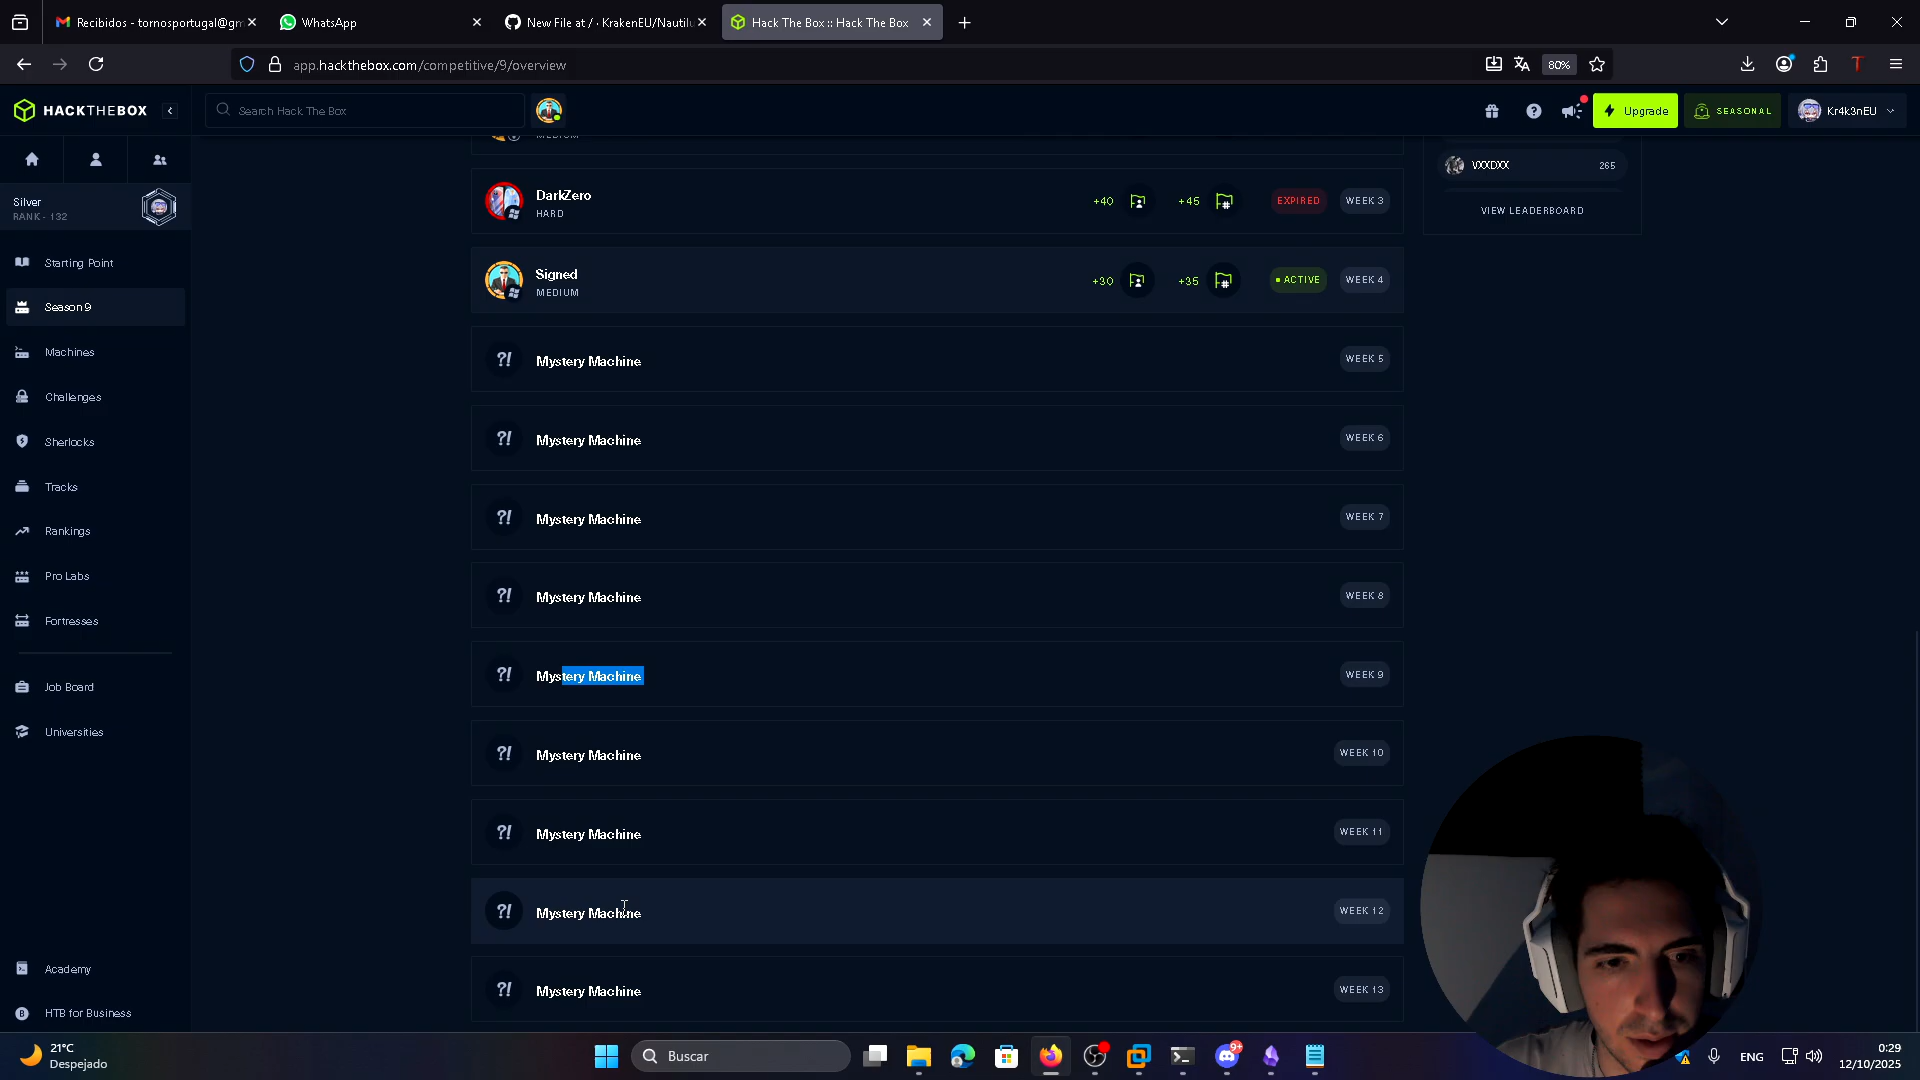 Recibidos - tornosportugal@gm
WhatsApp
New File at / · KrakenEU/Nautilu
Hack The Box :: Hack The Box
app.hackthebox.com/competitive/9/overview
80%
HACKTHEBOX
Search Hack The Box
Upgrade
SEASONAL
Kr4k3nEU
Silver
RANK - 132
Starting Point
Season 9
Machines
Challenges
Sherlocks
Tracks
Rankings
Pro Labs
Fortresses
Job Board
Universities
Academy
HTB for Business
MEDIUM
DarkZero
HARD
+40
+45
EXPIRED
WEEK 3
Signed
MEDIUM
+30
+35
ACTIVE
WEEK 4
?! Mystery Machine
WEEK 5
?! Mystery Machine
WEEK 6
?! Mystery Machine
WEEK 7
?! Mystery Machine
WEEK 8
?! Mystery Machine
WEEK 9
?! Mystery Machine
WEEK 10
?! Mystery Machine
WEEK 11
?! Mystery Machine
WEEK 12
?! Mystery Machine
WEEK 13
VXXDXX
265
VIEW LEADERBOARD
21°C
Despejado
Buscar
9+
ENG
0:29
12/10/2025